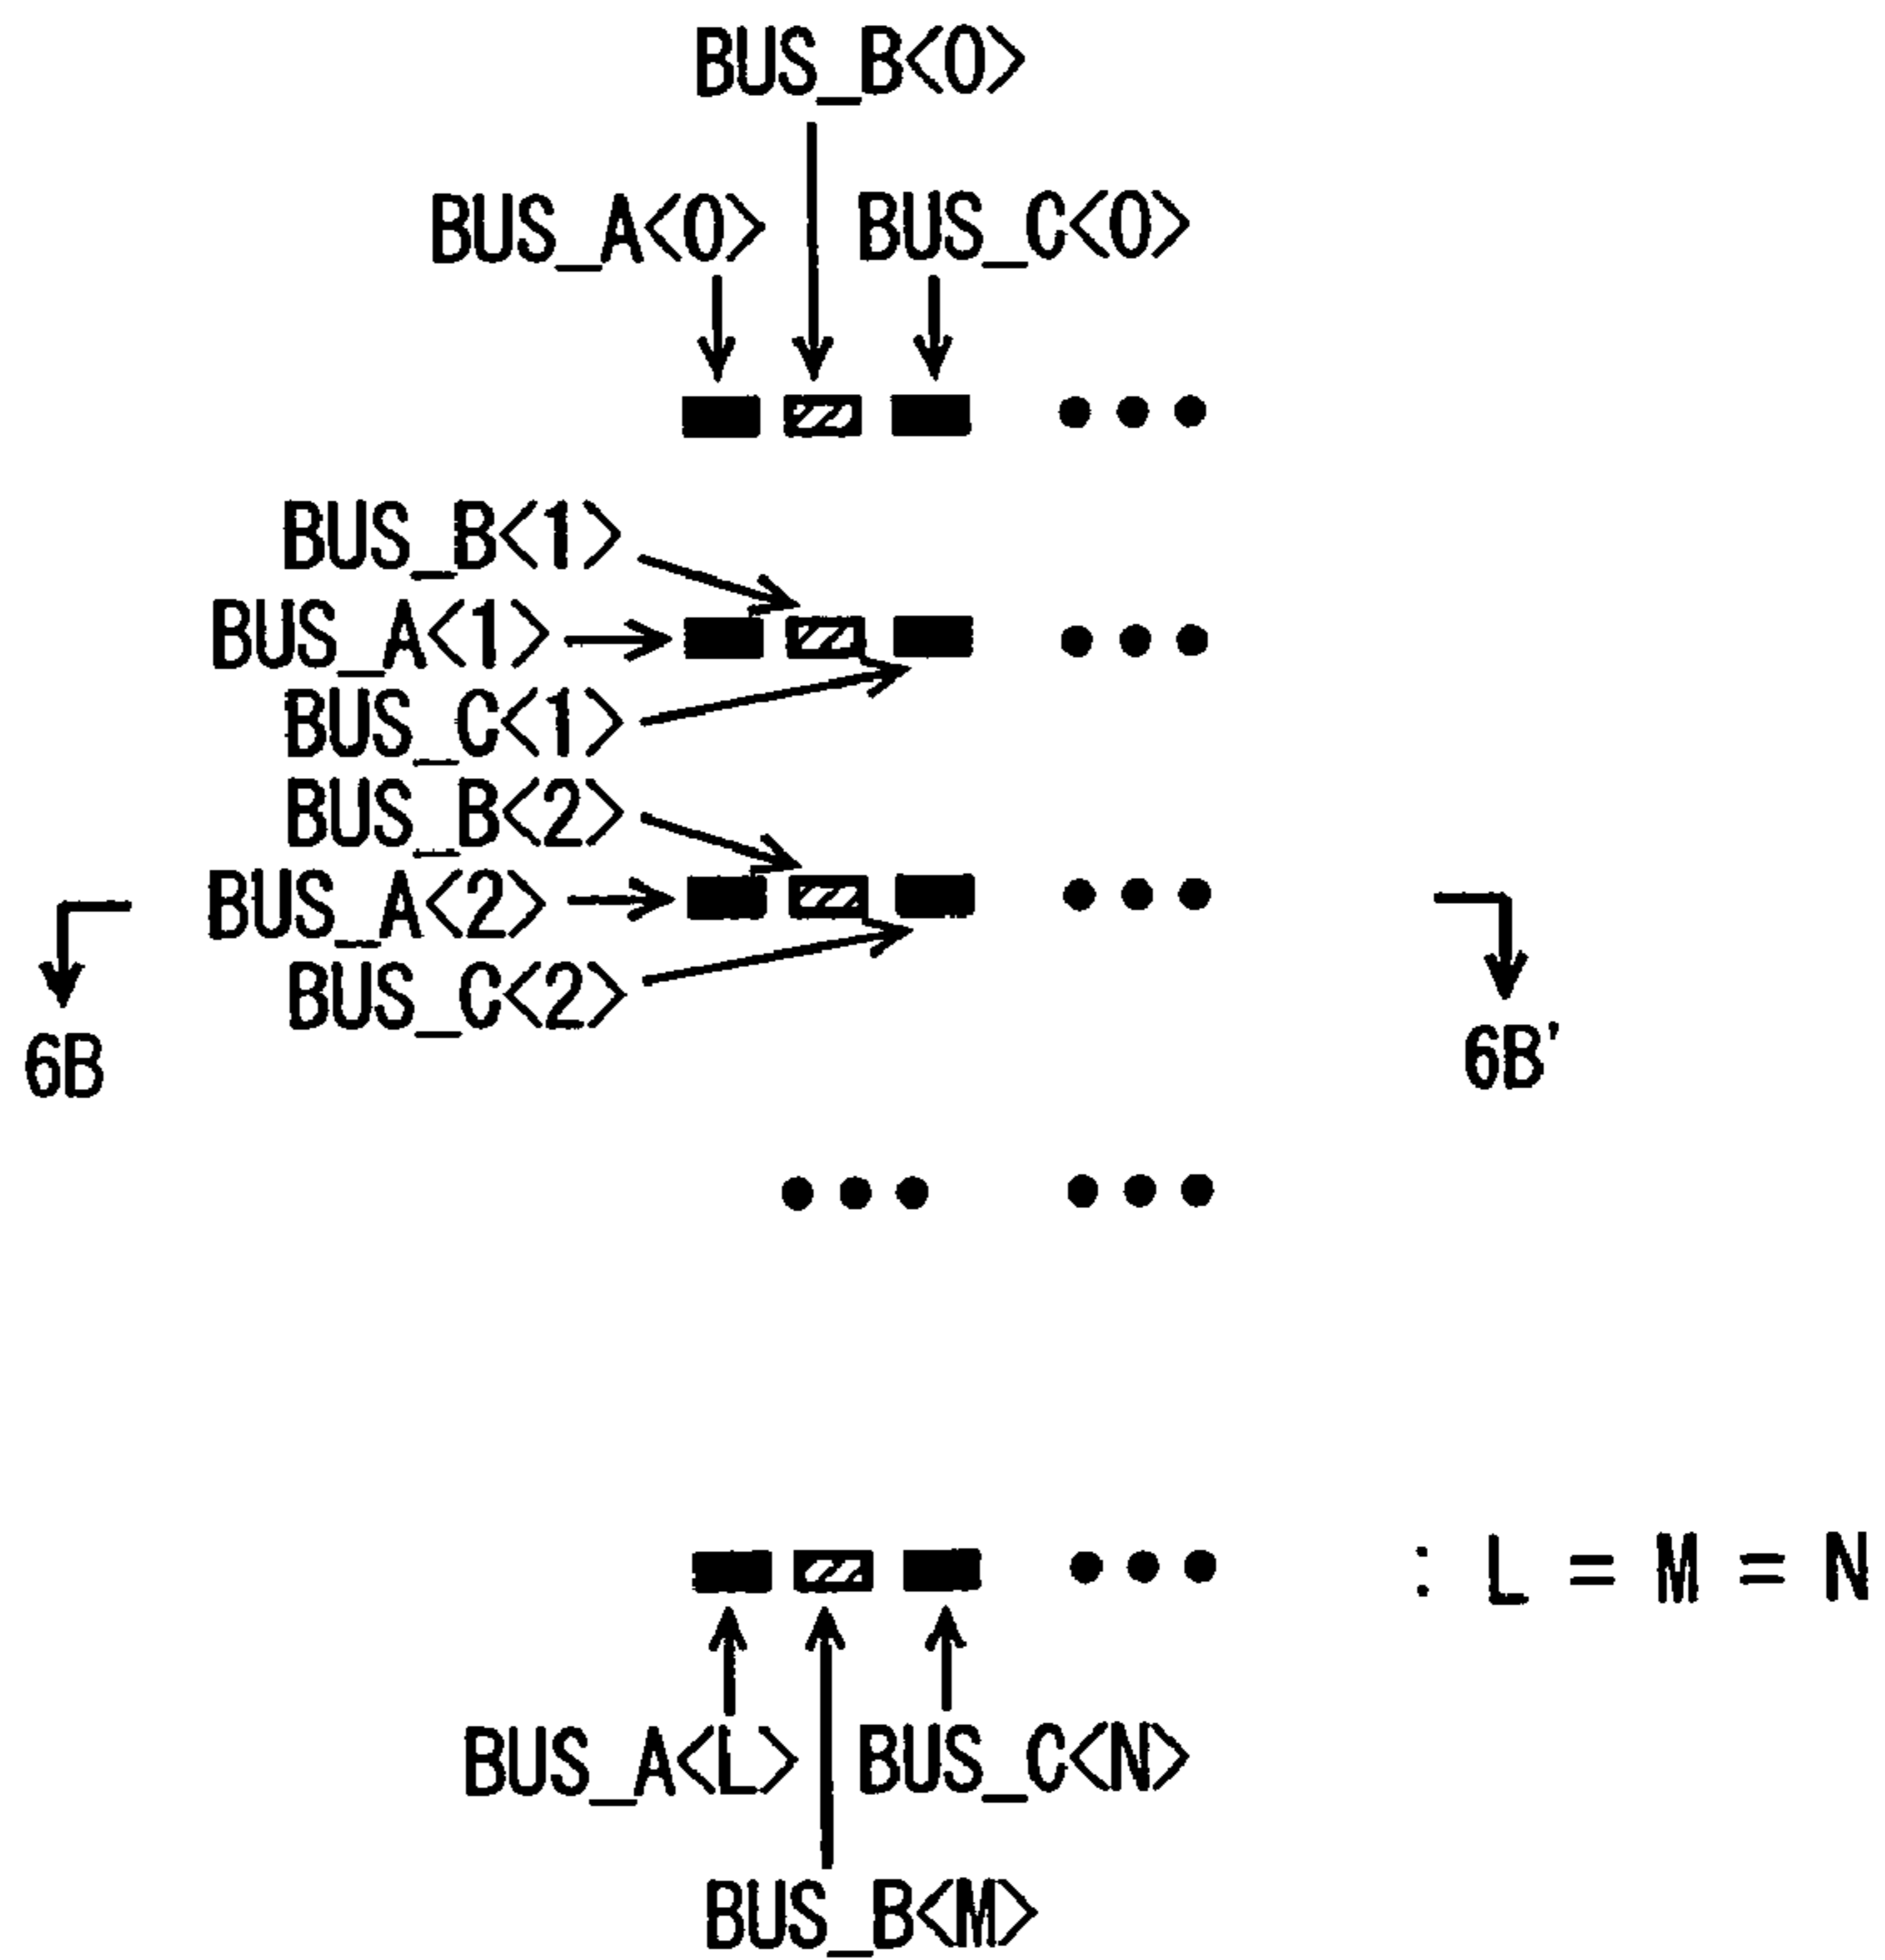 BUS_B<0>
BUS_A<0> BUS_C<0>
BUS_B<1>
BUS_A<1>
BUS_C<1>
BUS_B<2>
BUS_A<2>
BUS_C<2>
6B 6B'
: L = M = N
BUS_A<L> BUS_C<N>
BUS_B<M>